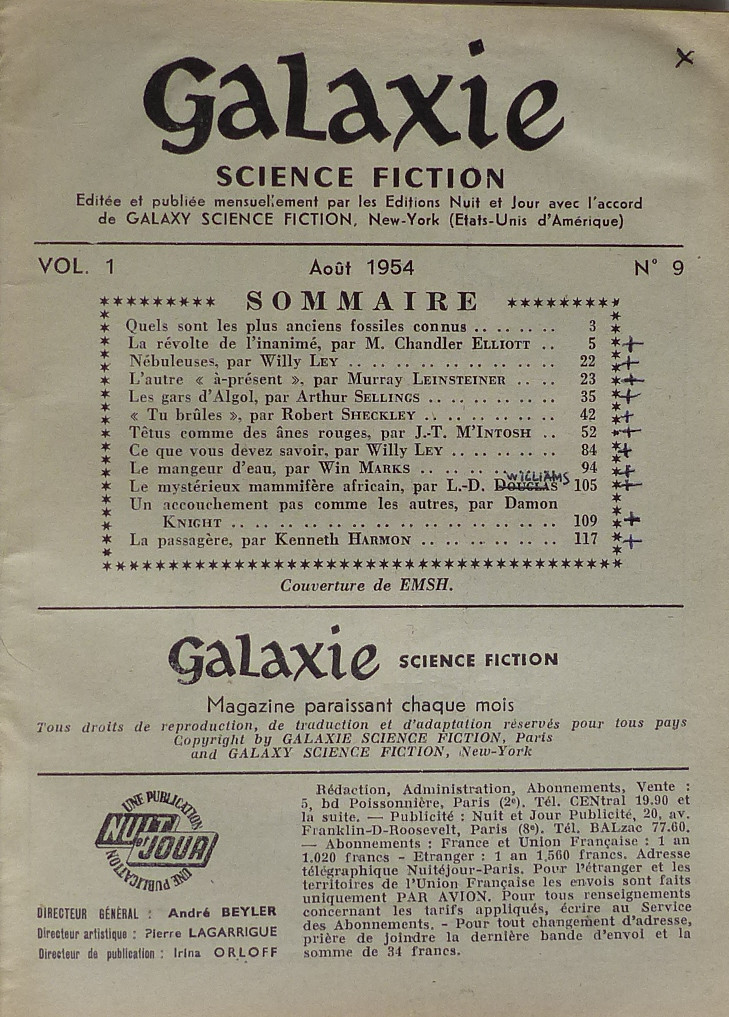 Galaxie
x
SCIENCE FICTION
Editée et publiée mensuellement par les Editions Nuit et Jour avec l'accord
de GALAXY SCIENCE FICTION, New-York (Etats-Unis d'Amérique)
VOL. 1 Août 1954 N° 9
********* SOMMAIRE *********
Quels sont les plus anciens fossiles connus ........ 3
La révolte de l'inanimé, par M. Chandler ELLIOTT .. 5 +
Nébuleuses, par Willy LEY .................. 22 +
L'autre « à-présent », par Murray LEINSTEINER .... 23 +
Les gars d'Algol, par Arthur SELLINGS ........... 35 +
« Tu brûles », par Robert SHECKLEY ........... 42 +
Têtus comme des ânes rouges, par J.-T. M'INTOSH .. 52 +
Ce que vous devez savoir, par Willy LEY ......... 84 +
Le mangeur d'eau, par Win MARKS ........... 94 +
WILLIAMS
Le mystérieux mammifère africain, par L.-D. DOUGLAS 105 +
Un accouchement pas comme les autres, par Damon
KNIGHT .......................... 109 +
La passagère, par Kenneth HARMON ............ 117 +
Couverture de EMSH.
Galaxie SCIENCE FICTION
Magazine paraissant chaque mois
Tous droits de reproduction, de traduction et d'adaptation réservés pour tous pays
Copyright by GALAXIE SCIENCE FICTION, Paris
and GALAXY SCIENCE FICTION, New-York
UNE PUBLICATION
NUIT et JOUR
UNE PUBLICATION
DIRECTEUR GÉNÉRAL : André BEYLER
Directeur artistique : Pierre LAGARRIGUE
Directeur de publication : Irina ORLOFF
Rédaction, Administration, Abonnements, Vente :
5, bd Poissonnière, Paris (2e). Tél. CENtral 19.90 et
la suite. — Publicité : Nuit et Jour Publicité, 20, av.
Franklin-D-Roosevelt, Paris (8e). Tél. BALzac 77.60.
— Abonnements : France et Union Française : 1 an
1.020 francs - Etranger : 1 an 1,560 francs. Adresse
télégraphique Nuitéjour-Paris. Pour l'étranger et les
territoires de l'Union Française les envois sont faits
uniquement PAR AVION. Pour tous renseignements
concernant les tarifs appliqués, écrire au Service
des Abonnements. - Pour tout changement d'adresse,
prière de joindre la dernière bande d'envoi et la
somme de 34 francs.